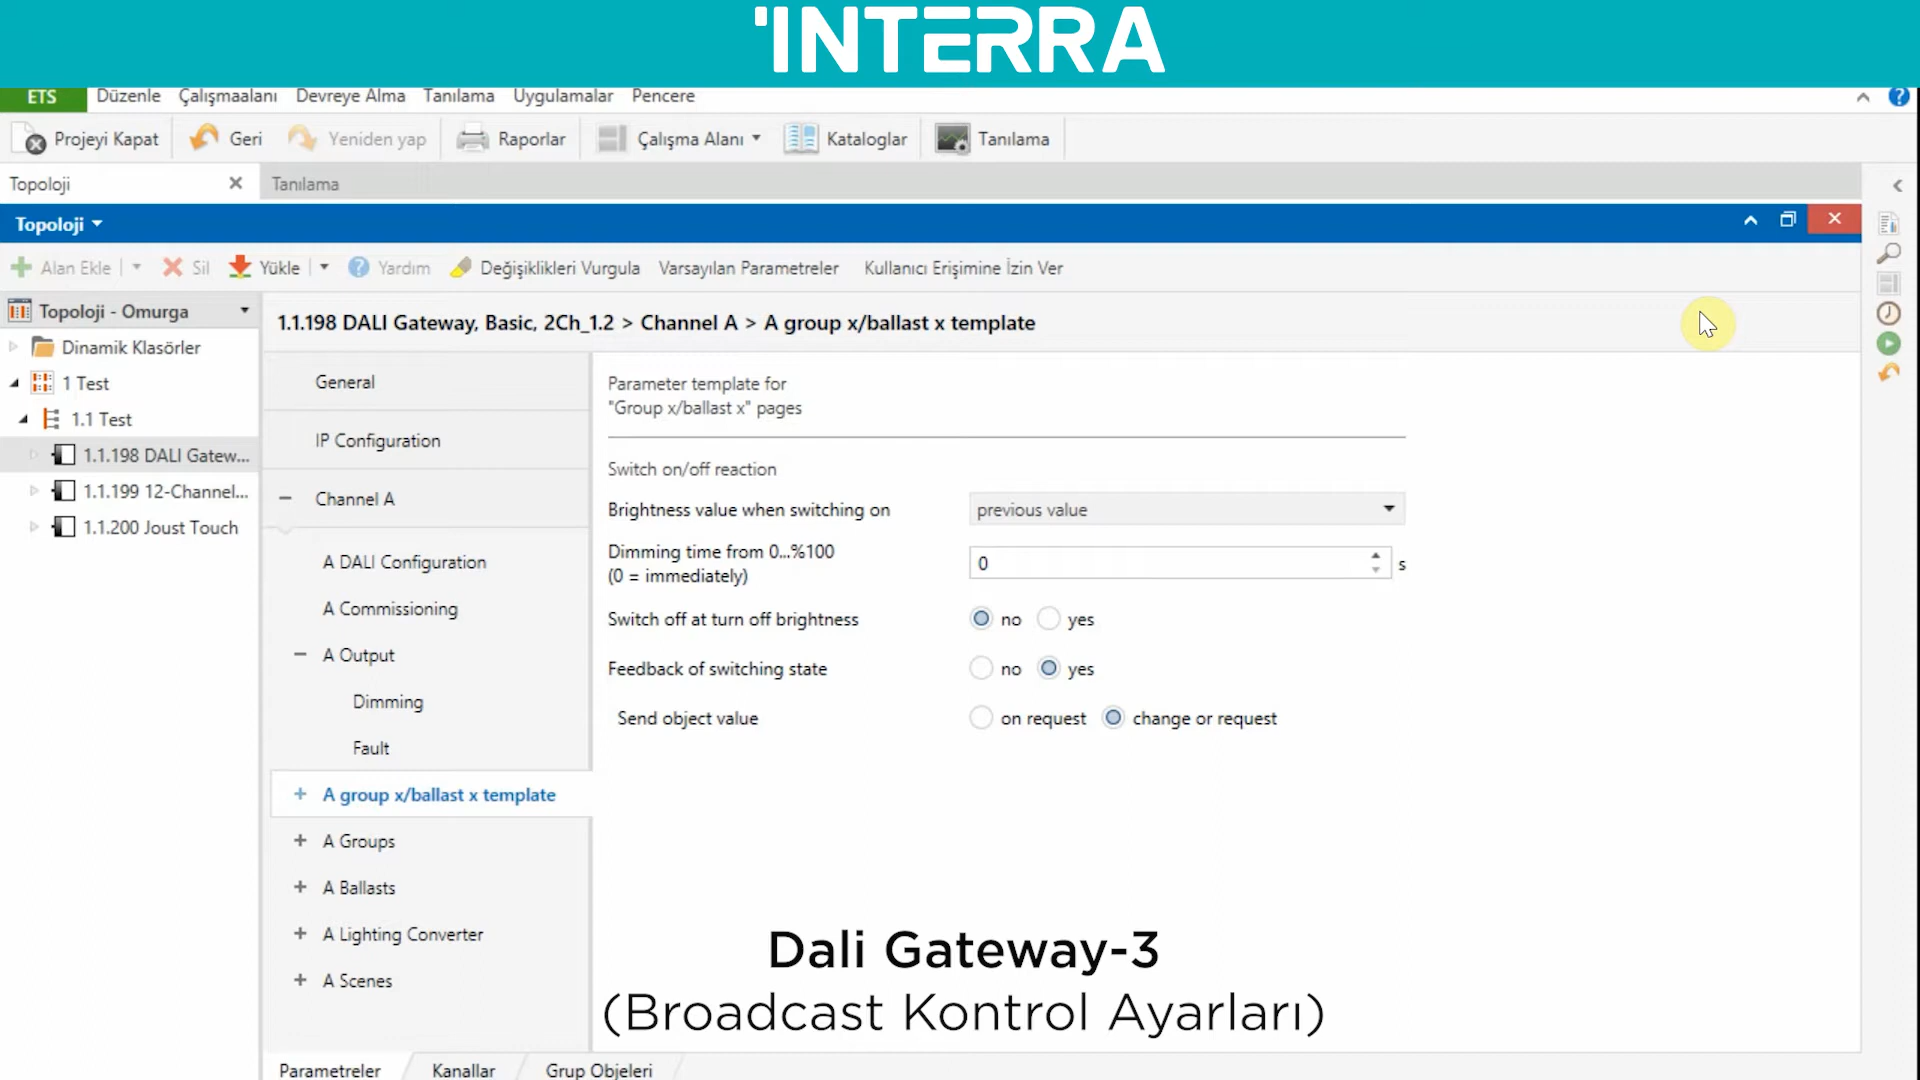 INTERRA
ETS Düzenle Çalışmaalanı Devreye Alma Tanılama Uygulamalar Pencere
Projeyi Kapat Geri Yeniden yap Raporlar Çalışma Alanı Kataloglar Tanılama
Topoloji Tanılama
Topoloji
Alan Ekle Sil Yükle Yardım Değişiklikleri Vurgula Varsayılan Parametreler Kullanıcı Erişimine İzin Ver
Topoloji - Omurga
Dinamik Klasörler
1 Test
1.1 Test
1.1.198 DALI Gatew...
1.1.199 12-Channel...
1.1.200 Joust Touch
1.1.198 DALI Gateway, Basic, 2Ch_1.2 > Channel A > A group x/ballast x template
General
IP Configuration
Channel A
A DALI Configuration
A Commissioning
A Output
Dimming
Fault
A group x/ballast x template
A Groups
A Ballasts
A Lighting Converter
A Scenes
Parameter template for
"Group x/ballast x" pages
Switch on/off reaction
Brightness value when switching on previous value
Dimming time from 0...%100
(0 = immediately) 0 s
Switch off at turn off brightness no yes
Feedback of switching state no yes
Send object value on request change or request
Dali Gateway-3
(Broadcast Kontrol Ayarları)
Parametreler Kanallar Grup Objeleri